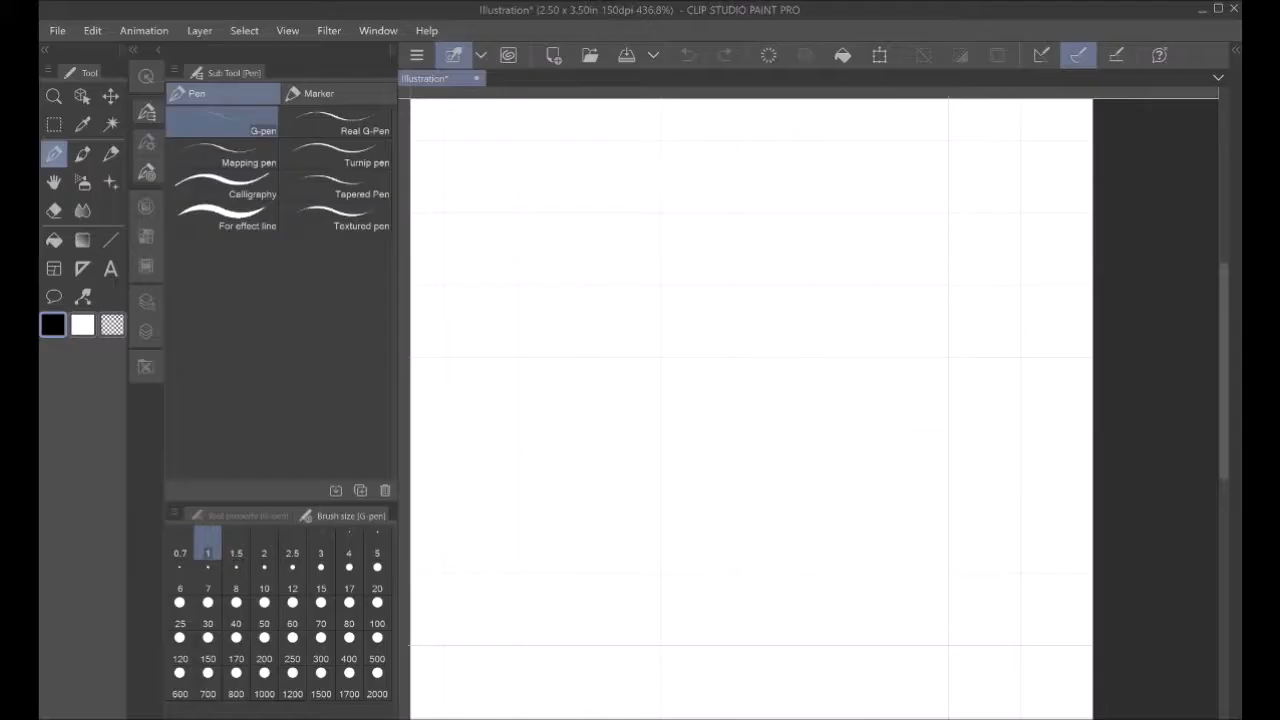 Illustration* (2.50 x 3.50in 150dpi 436.8%) - CLIP STUDIO PAINT PRO
File Edit Animation Layer Select View Filter Window Help
Tool
Sub Tool [Pen]
Illustration*
Pen Marker
G-pen Real G-Pen
Mapping pen Turnip pen
Calligraphy Tapered Pen
For effect line Textured pen
Tool property [G-pen] Brush size [G-pen]
0.7 1 1.5 2 2.5 3 4 5
6 7 8 10 12 15 17 20
25 30 40 50 60 70 80 100
120 150 170 200 250 300 400 500
600 700 800 1000 1200 1500 1700 2000